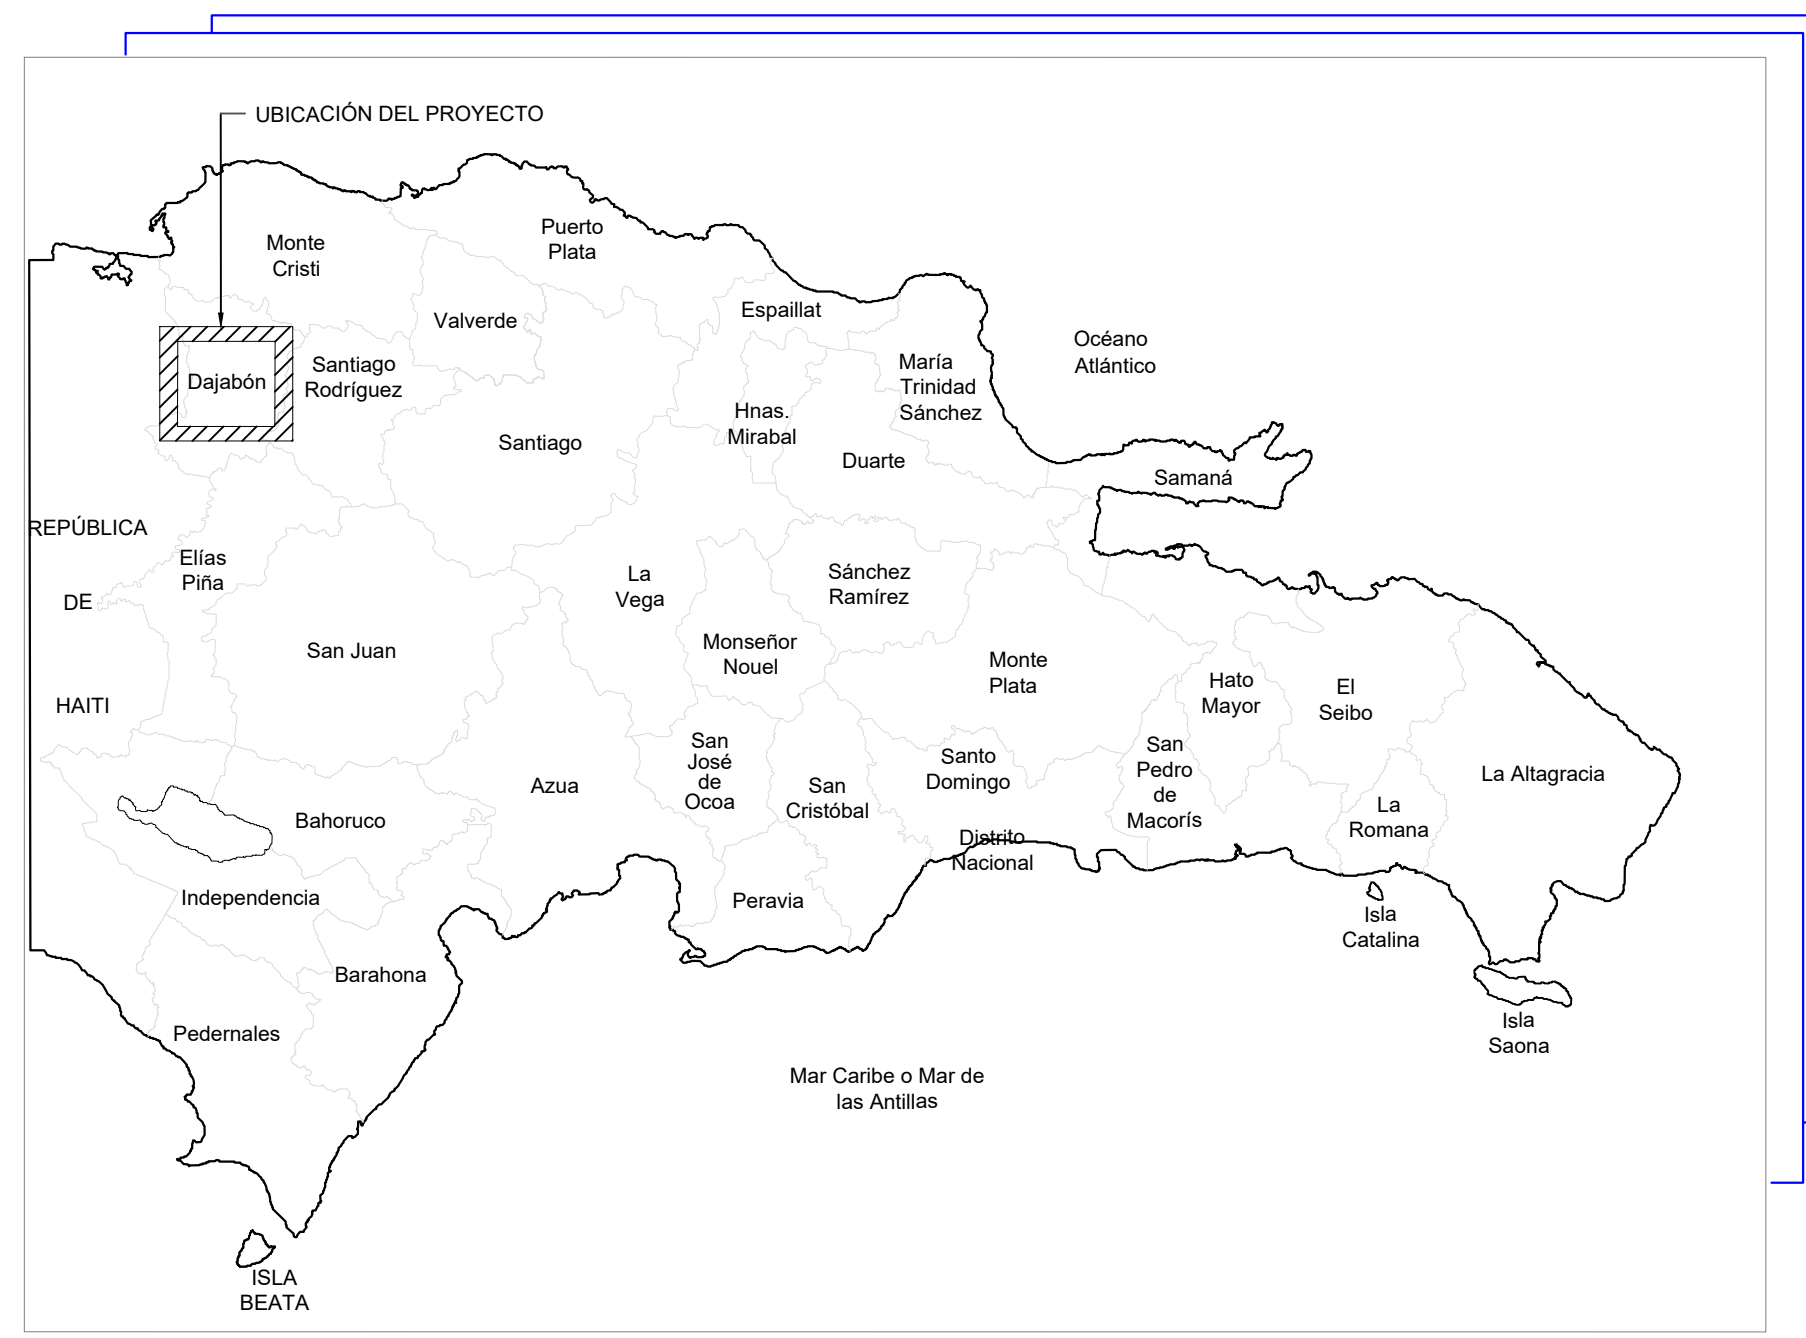 UBICACIÓN DEL PROYECTO
Monte
Cristi
Puerto
Plata
Valverde
Espaillat
Océano
Atlántico
Dajabón
Santiago
Rodríguez
María
Trinidad
Sánchez
Hnas.
Mirabal
Santiago
Duarte
Samaná
REPÚBLICA
DE
HAITI
Elías
Piña
La
Vega
Sánchez
Ramírez
San Juan
Monseñor
Nouel
Monte
Plata
Hato
Mayor
El
Seibo
San
José
de
Ocoa
Azua
San
Cristóbal
Santo
Domingo
San
Pedro
de
Macorís
La
Romana
La Altagracia
Bahoruco
Distrito
Nacional
Independencia
Peravia
Isla
Catalina
Barahona
Pedernales
Isla
Saona
Mar Caribe o Mar de
las Antillas
ISLA
BEATA